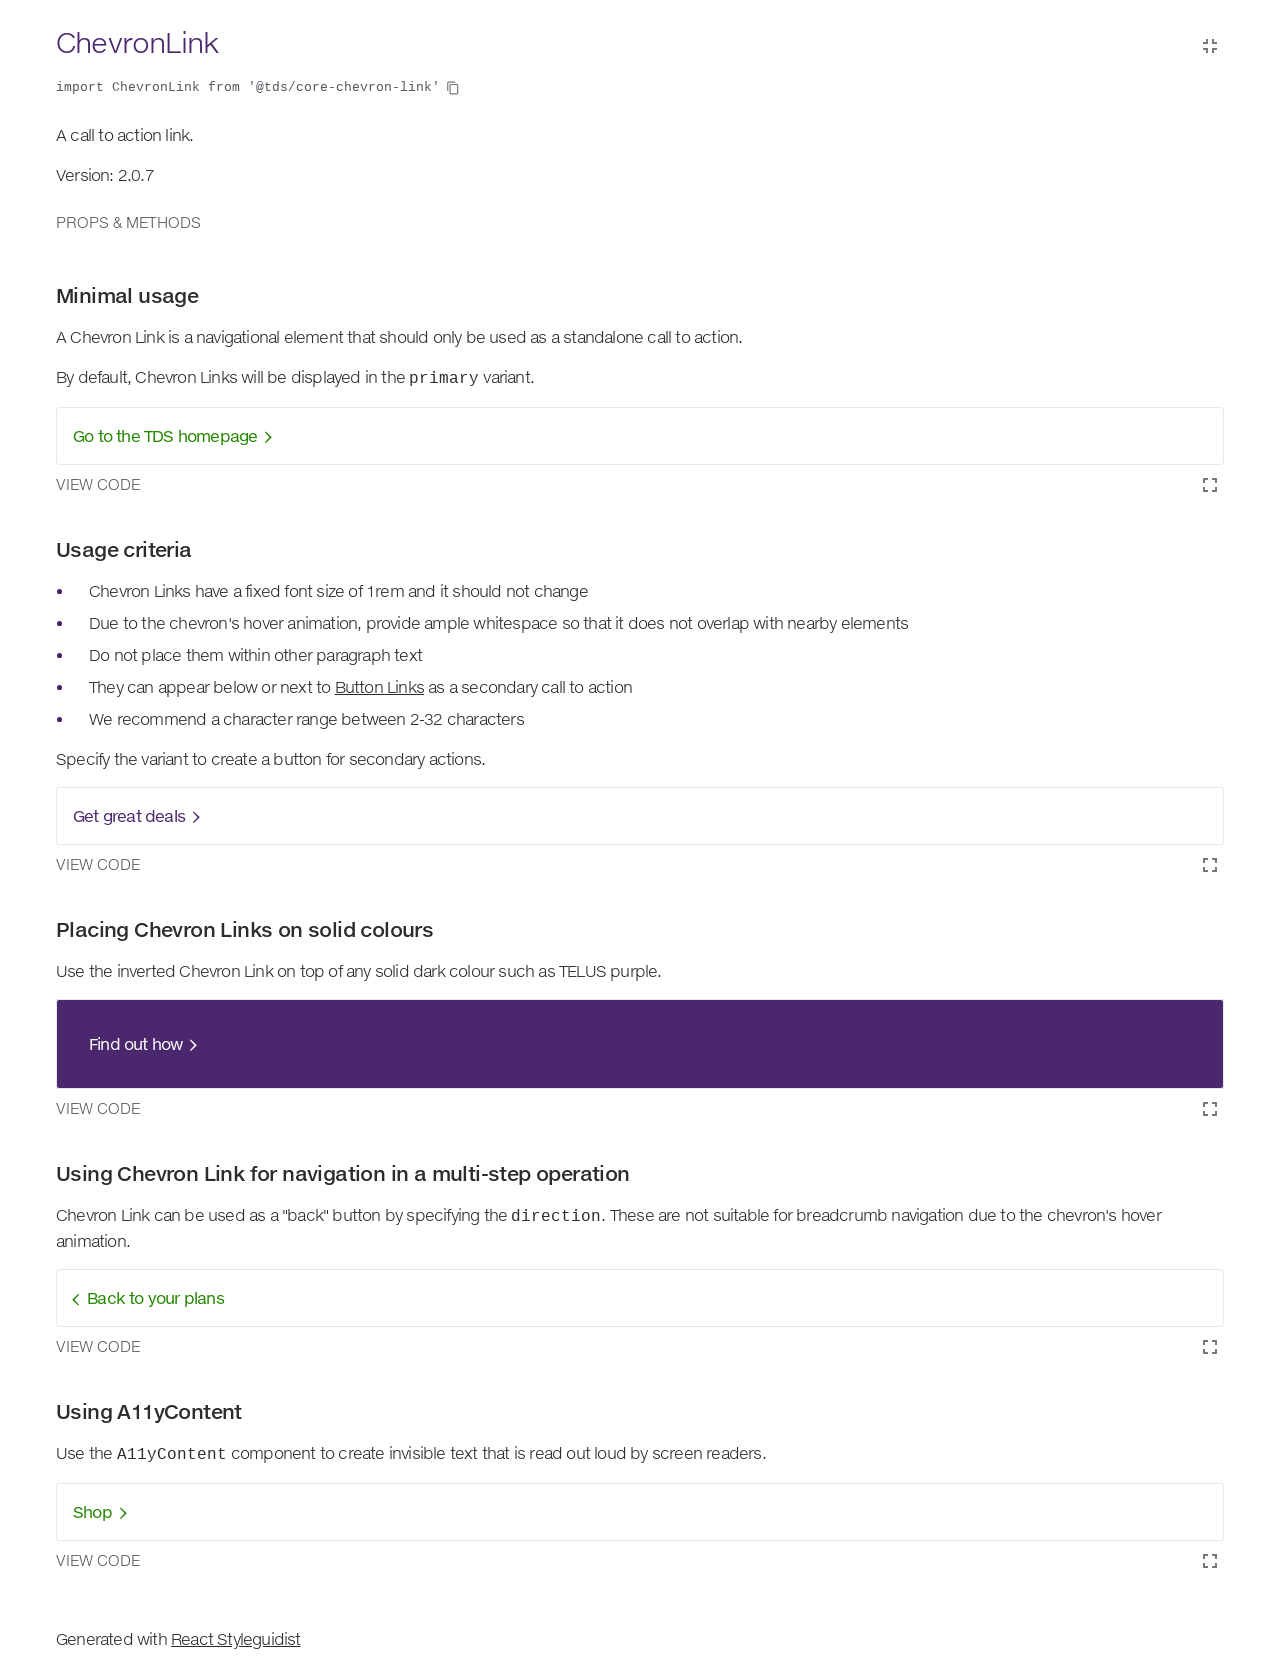 ChevronLink
import ChevronLink from '@tds/core-chevron-link'
A call to action link.
Version: 2.0.7
PROPS & METHODS
Minimal usage
A Chevron Link is a navigational element that should only be used as a standalone call to action.
By default, Chevron Links will be displayed in the primary variant.
Go to the TDS homepage
VIEW CODE
Usage criteria
• Chevron Links have a fixed font size of 1rem and it should not change
• Due to the chevron's hover animation, provide ample whitespace so that it does not overlap with nearby elements
• Do not place them within other paragraph text
• They can appear below or next to Button Links as a secondary call to action
• We recommend a character range between 2-32 characters
Specify the variant to create a button for secondary actions.
Get great deals
VIEW CODE
Placing Chevron Links on solid colours
Use the inverted Chevron Link on top of any solid dark colour such as TELUS purple.
Find out how
VIEW CODE
Using Chevron Link for navigation in a multi-step operation
Chevron Link can be used as a "back" button by specifying the direction. These are not suitable for breadcrumb navigation due to the chevron's hover
animation.
Back to your plans
VIEW CODE
Using A11yContent
Use the A11yContent component to create invisible text that is read out loud by screen readers.
Shop
VIEW CODE
Generated with React Styleguidist